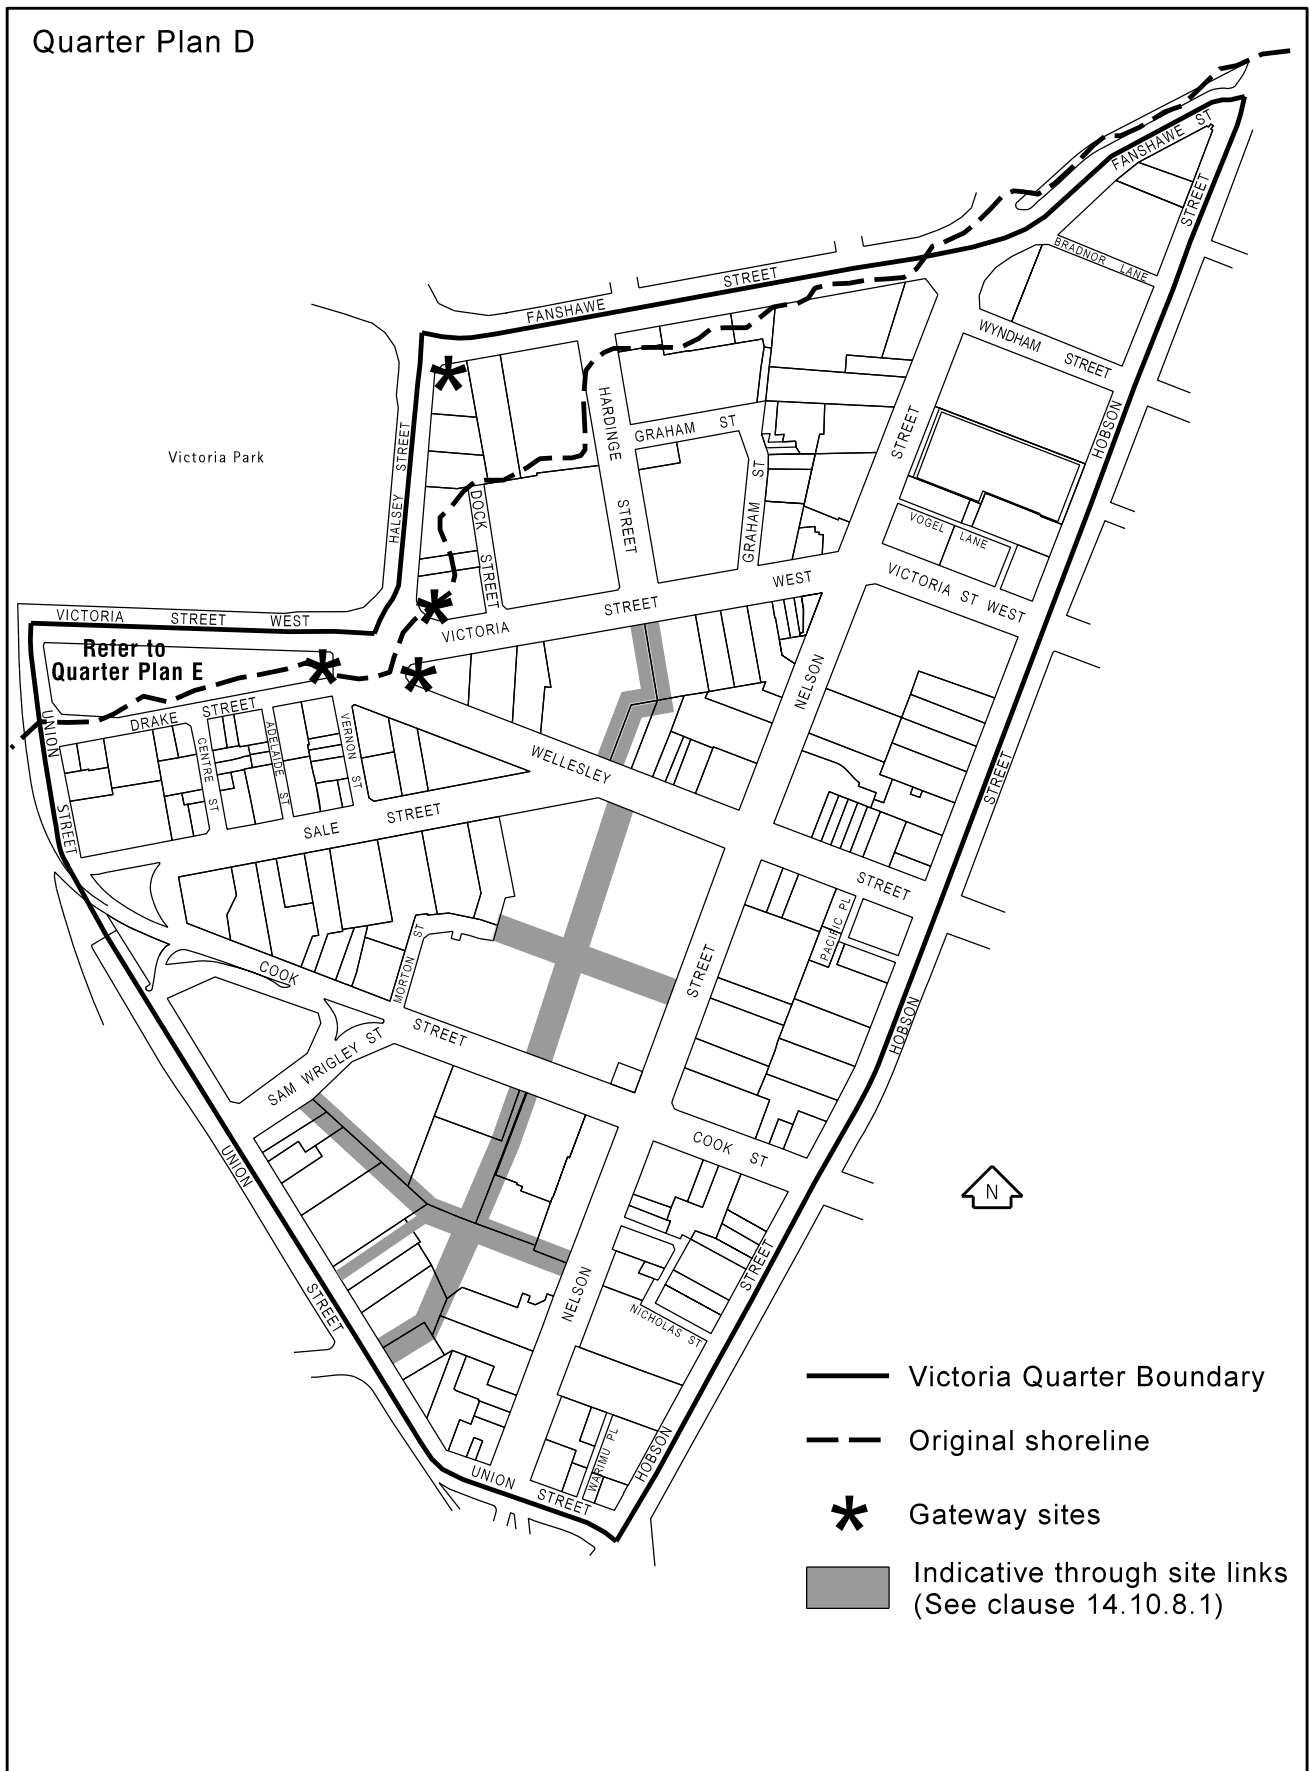 Quarter Plan D
FANSHAWE ST
STREET
BRADNOR LANE
FANSHAWE STREET
WYNDHAM STREET
HARDINGE STREET
GRAHAM ST
GRAHAM ST
STREET
HOBSON
Victoria Park
HALSEY STREET
DOCK STREET
VOGEL LANE
VICTORIA ST WEST
VICTORIA STREET WEST
VICTORIA STREET WEST
Refer to
Quarter Plan E
NELSON
UNION STREET
DRAKE STREET
CENTRE ST
ADELAIDE ST
VERNON ST
WELLESLEY
STREET
SALE STREET
STREET
PACIFIC PL
MORTON ST
STREET
COOK STREET
HOBSON
SAM WRIGLEY ST
COOK ST
UNION
STREET
N
NELSON
STREET
NICHOLAS ST
WARIMU PL
HOBSON
UNION STREET
Victoria Quarter Boundary
Original shoreline
Gateway sites
Indicative through site links
(See clause 14.10.8.1)